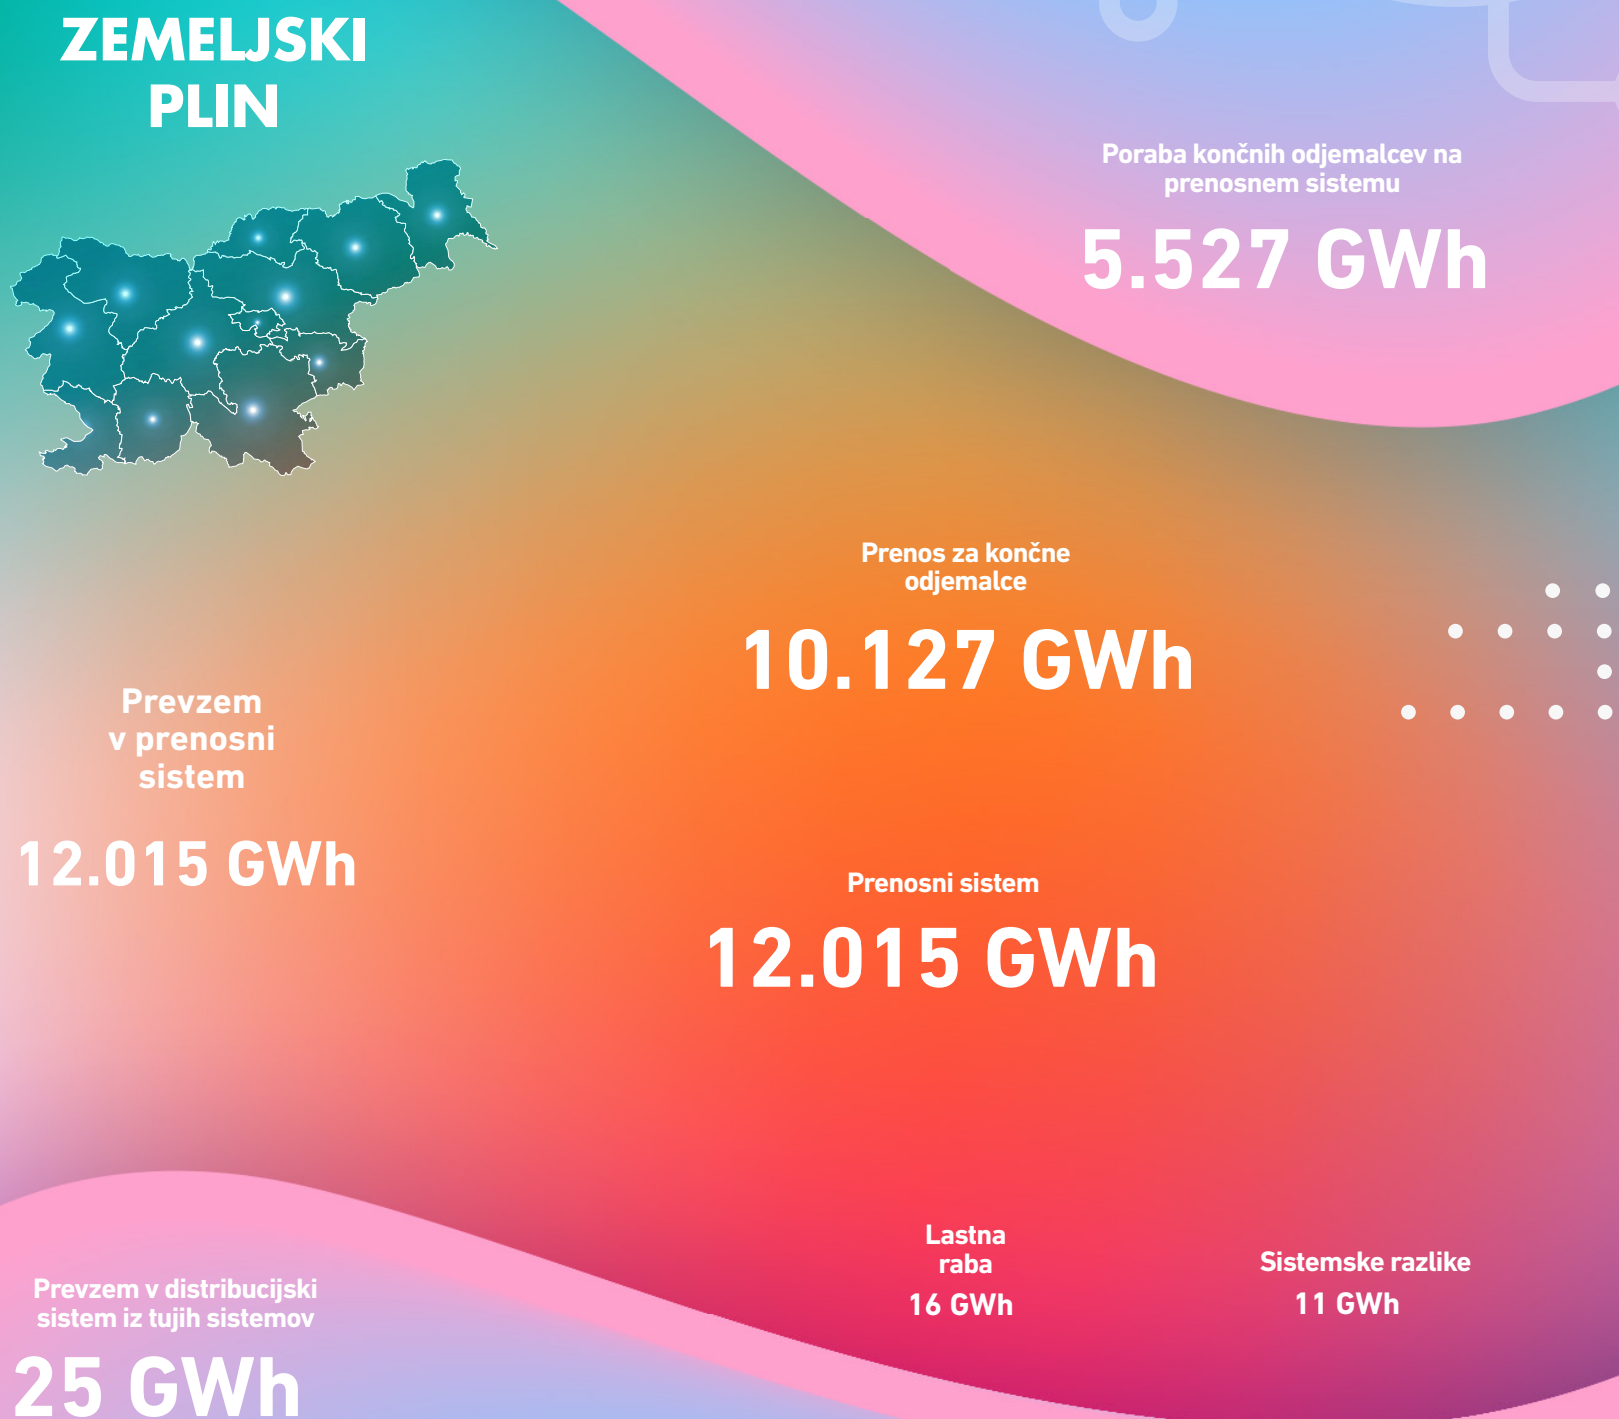 ZEMELJSKI
PLIN
Poraba končnih odjemalcev na
prenosnem sistemu
5.527 GWh
Prenos za končne
odjemalce
10.127 GWh
Prevzem
v prenosni
sistem
12.015 GWh
Prenosni sistem
12.015 GWh
Lastna
raba
16 GWh
Sistemske razlike
11 GWh
Prevzem v distribucijski
sistem iz tujih sistemov
25 GWh